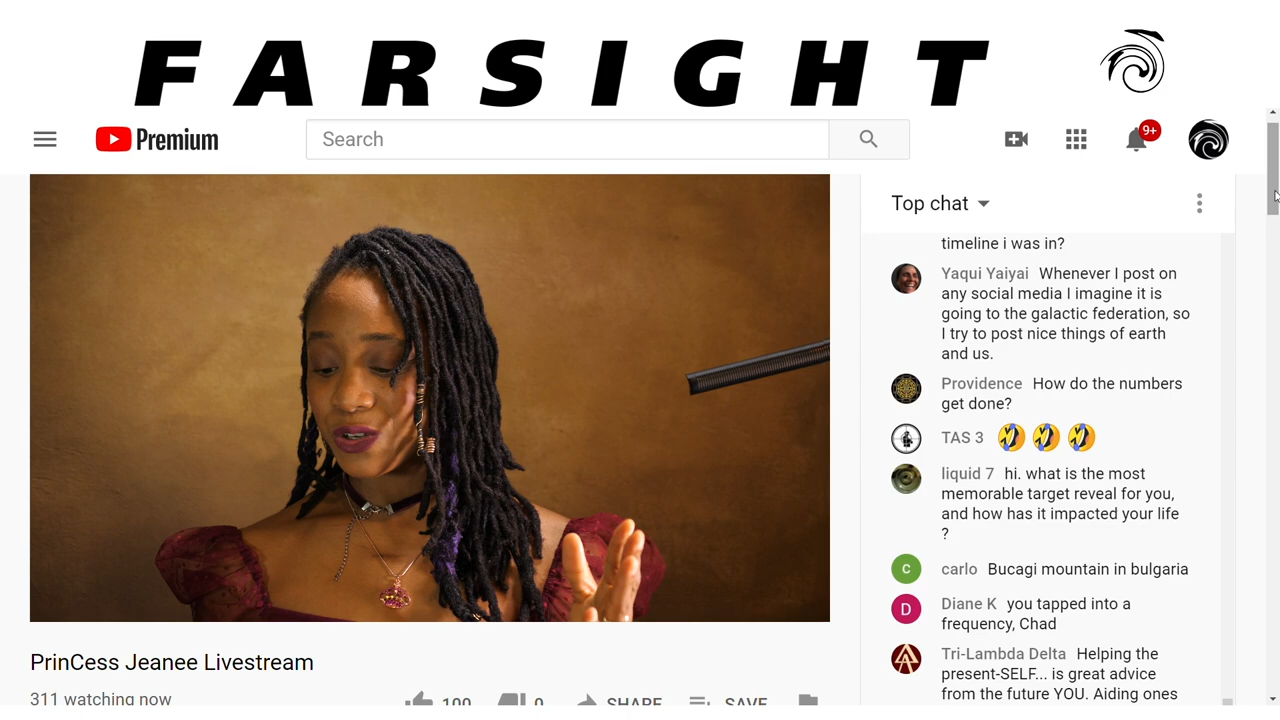 FARSIGHT
Premium
Search
9+
Top chat
timeline i was in?
Yaqui Yaiyai Whenever I post on
any social media I imagine it is
going to the galactic federation, so
I try to post nice things of earth
and us.
Providence How do the numbers
get done?
TAS 3
liquid 7 hi. what is the most
memorable target reveal for you,
and how has it impacted your life
?
C
carlo Bucagi mountain in bulgaria
D
Diane K you tapped into a
frequency, Chad
Tri-Lambda Delta Helping the
present-SELF... is great advice
from the future YOU. Aiding ones
PrinCess Jeanee Livestream
311 watching now
100
0
SHARE
SAVE